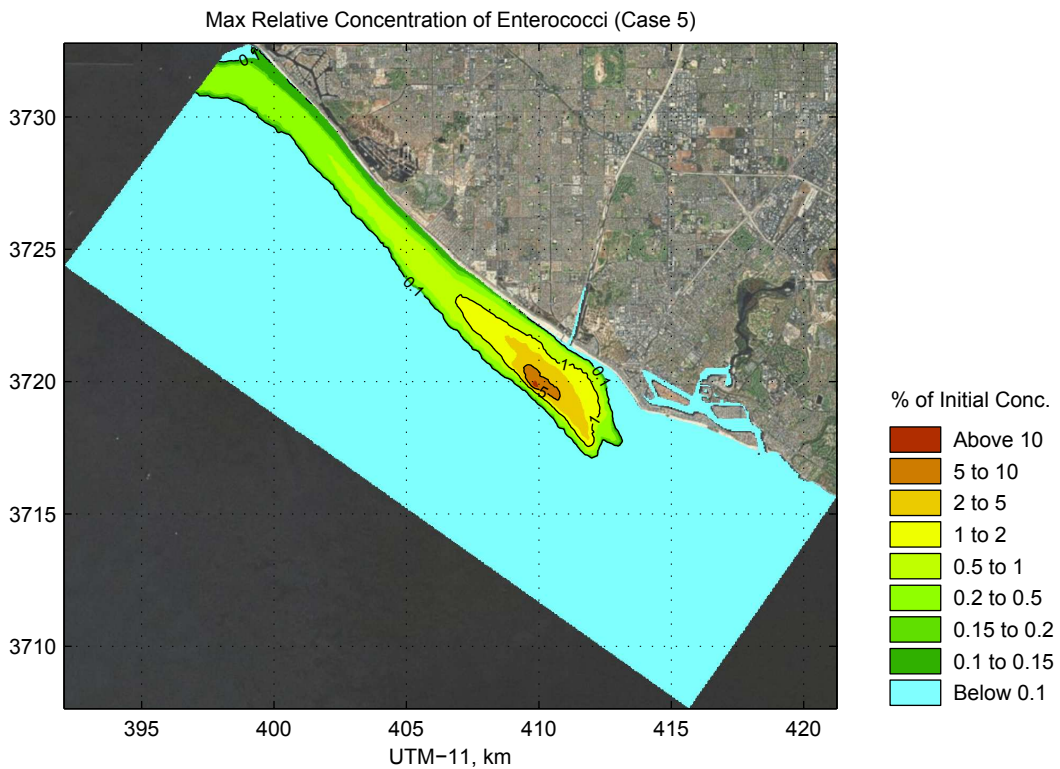 Max Relative Concentration of Enterococci (Case 5)
0.1
3730
3725
0.1
3720
1
0.1
5
1
3715
3710
395
400
405
410
415
420
UTM−11, km
% of Initial Conc.
Above 10
5 to 10
2 to 5
1 to 2
0.5 to 1
0.2 to 0.5
0.15 to 0.2
0.1 to 0.15
Below 0.1